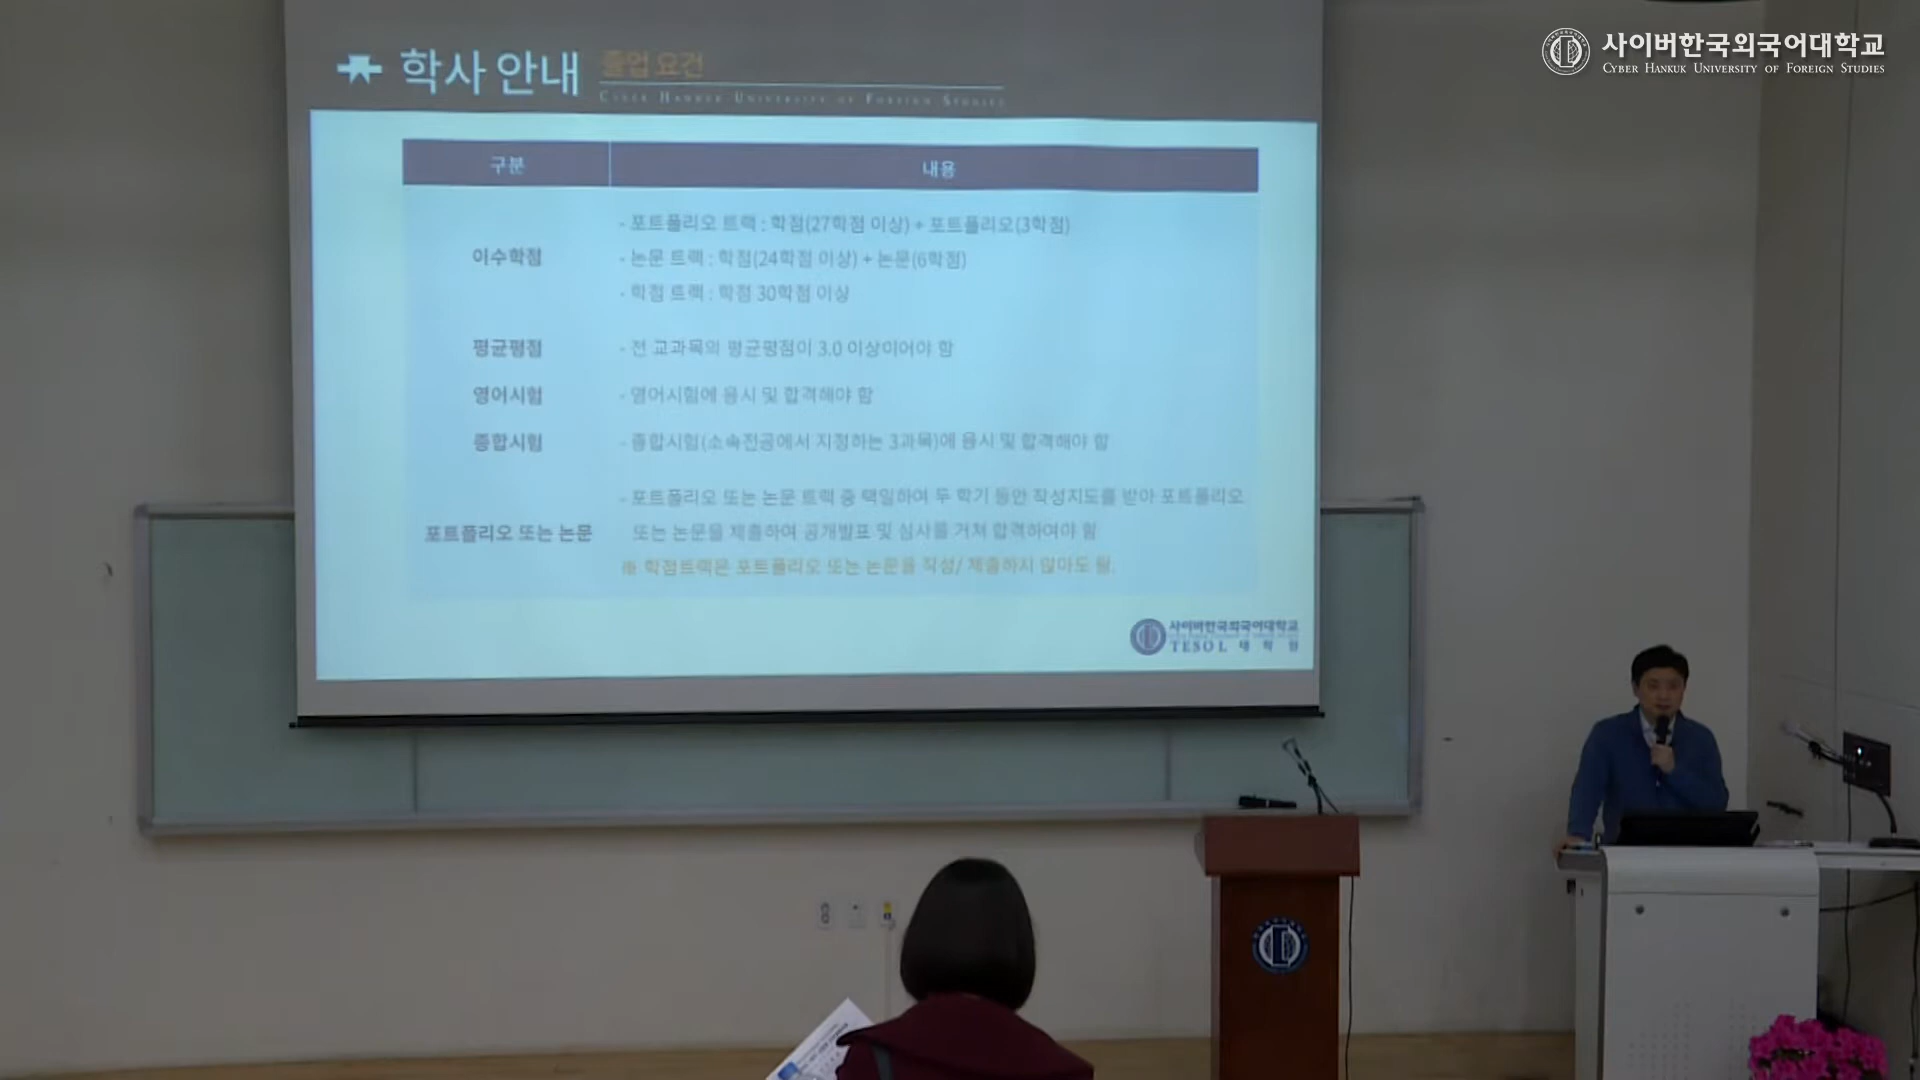 사이버한국외국어대학교
CYBER HANKUK UNIVERSITY OF FOREIGN STUDIES
학사 안내 졸업 요건
CYBER HANKUK UNIVERSITY OF FOREIGN STUDIES
구분 내용
이수학점
- 포트폴리오 트랙 : 학점(27학점 이상) + 포트폴리오(3학점)
- 논문 트랙 : 학점(24학점 이상) + 논문(6학점)
- 학점 트랙 : 학점 30학점 이상
평균평점 - 전 교과목의 평균평점이 3.0 이상이어야 함
영어시험 - 영어시험에 응시 및 합격해야 함
종합시험 - 종합시험(소속전공에서 지정하는 3과목)에 응시 및 합격해야 함
포트폴리오 또는 논문
- 포트폴리오 또는 논문 트랙 중 택일하여 두 학기 동안 작성지도를 받아 포트폴리오
또는 논문을 제출하여 공개발표 및 심사를 거쳐 합격하여야 함
※ 학점트랙은 포트폴리오 또는 논문을 작성/ 제출하지 않아도 됨.
사이버한국외국어대학교
TESOL 대학원